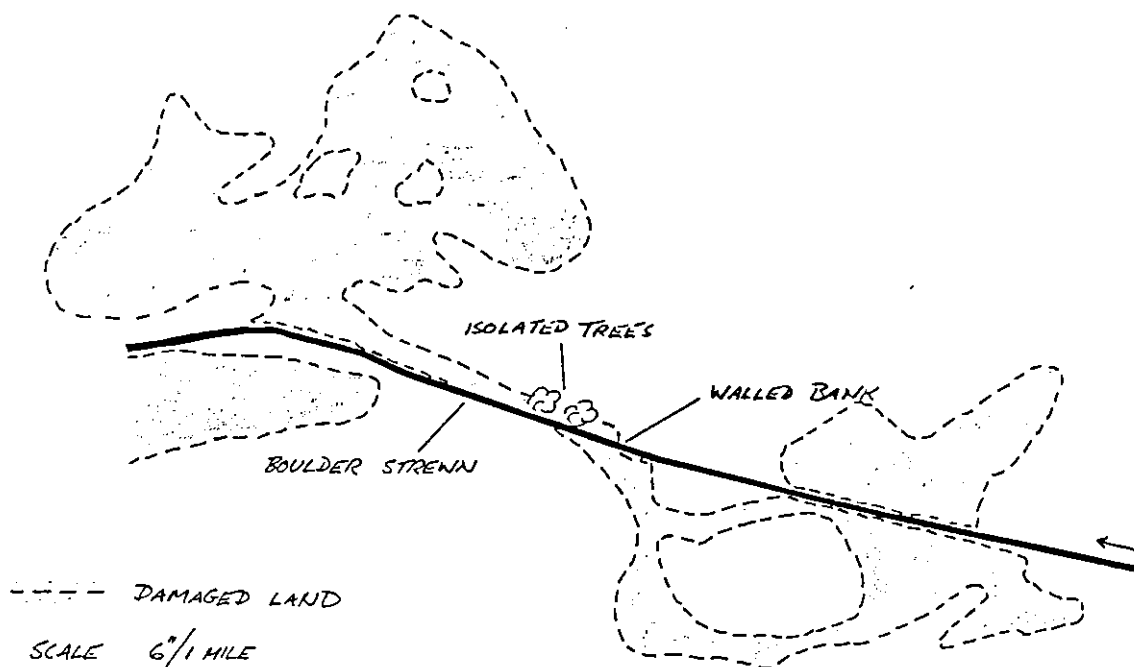 ISOLATED TREES
WALLED BANK
BOULDER STREWN
DAMAGED LAND
SCALE 6"/1 MILE